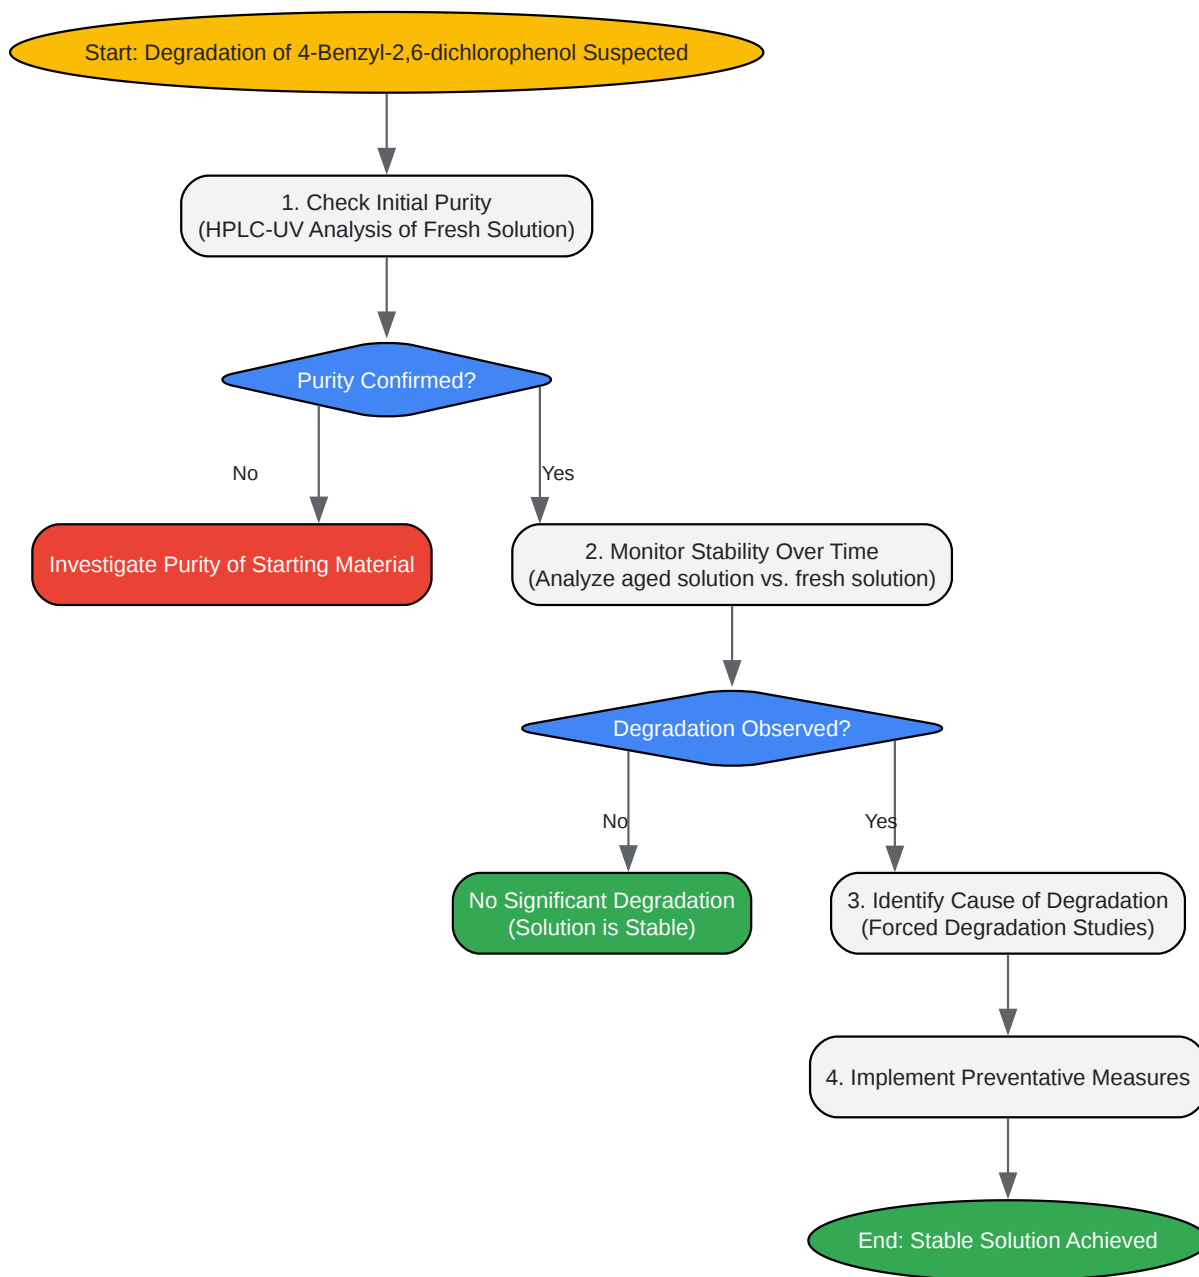 Start: Degradation of 4-Benzyl-2,6-dichlorophenol Suspected
1. Check Initial Purity
(HPLC-UV Analysis of Fresh Solution)
Purity Confirmed?
No
Yes
Investigate Purity of Starting Material
2. Monitor Stability Over Time
(Analyze aged solution vs. fresh solution)
Degradation Observed?
No
Yes
No Significant Degradation
(Solution is Stable)
3. Identify Cause of Degradation
(Forced Degradation Studies)
4. Implement Preventative Measures
End: Stable Solution Achieved